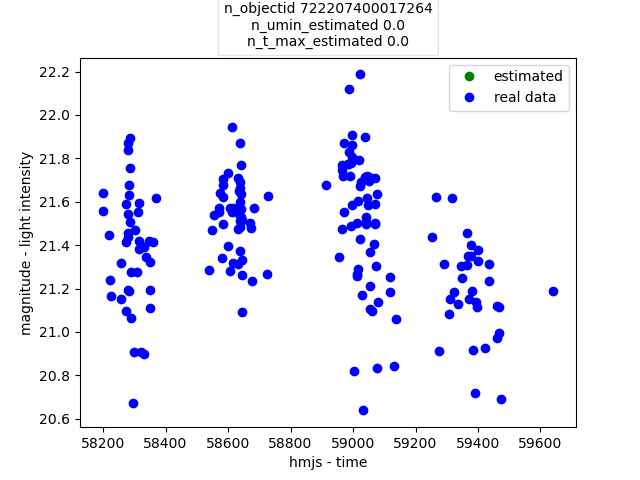 n_objectid 722207400017264
n_umin_estimated 0.0
n_t_max_estimated 0.0
estimated
real data
magnitude - light intensity
22.2
22.0
21.8
21.6
21.4
21.2
21.0
20.8
20.6
58200 58400 58600 58800 59000 59200 59400 59600
hmjs - time